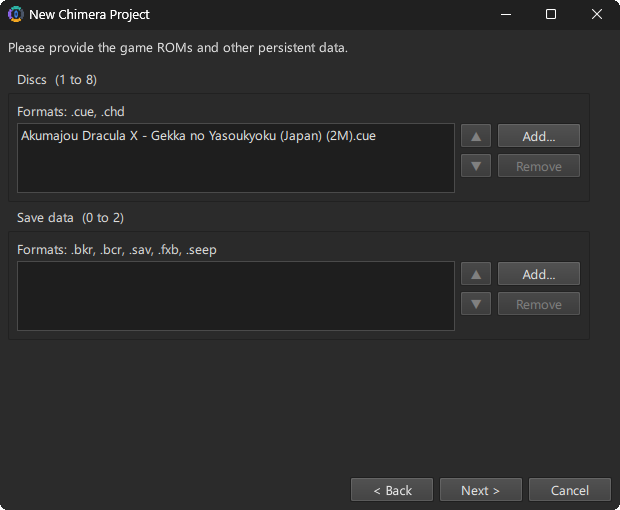 New Chimera Project
Please provide the game ROMs and other persistent data.
Discs (1 to 8)
Formats: .cue, .chd
Akumajou Dracula X - Gekka no Yasoukyoku (Japan) (2M).cue
▲
Add...
▼
Remove
Save data (0 to 2)
Formats: .bkr, .bcr, .sav, .fxb, .seep
▲
Add...
▼
Remove
< Back
Next >
Cancel